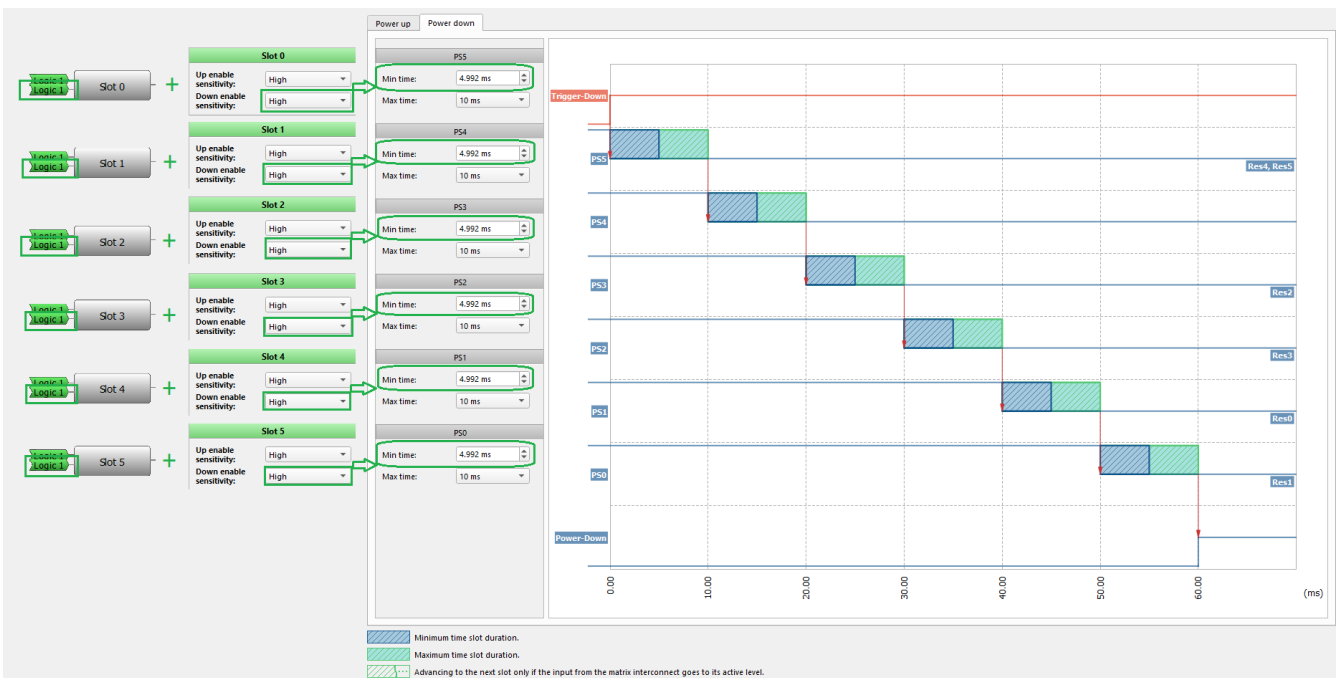 Power up
Power down
Logic 1
Logic 1
Slot 0
+
Slot 0
Up enable sensitivity:
High
Down enable sensitivity:
High
PS5
Min time:
4.992 ms
Max time:
10 ms
Logic 1
Logic 1
Slot 1
+
Slot 1
Up enable sensitivity:
High
Down enable sensitivity:
High
PS4
Min time:
4.992 ms
Max time:
10 ms
Logic 1
Logic 1
Slot 2
+
Slot 2
Up enable sensitivity:
High
Down enable sensitivity:
High
PS3
Min time:
4.992 ms
Max time:
10 ms
Logic 1
Logic 1
Slot 3
+
Slot 3
Up enable sensitivity:
High
Down enable sensitivity:
High
PS2
Min time:
4.992 ms
Max time:
10 ms
Logic 1
Logic 1
Slot 4
+
Slot 4
Up enable sensitivity:
High
Down enable sensitivity:
High
PS1
Min time:
4.992 ms
Max time:
10 ms
Logic 1
Logic 1
Slot 5
+
Slot 5
Up enable sensitivity:
High
Down enable sensitivity:
High
PS0
Min time:
4.992 ms
Max time:
10 ms
Trigger-Down
PS5
Res4, Res5
PS4
PS3
Res2
PS2
Res3
PS1
Res0
PS0
Res1
Power-Down
0.00
10.00
20.00
30.00
40.00
50.00
60.00
(ms)
Minimum time slot duration.
Maximum time slot duration.
Advancing to the next slot only if the input from the matrix interconnect goes to its active level.